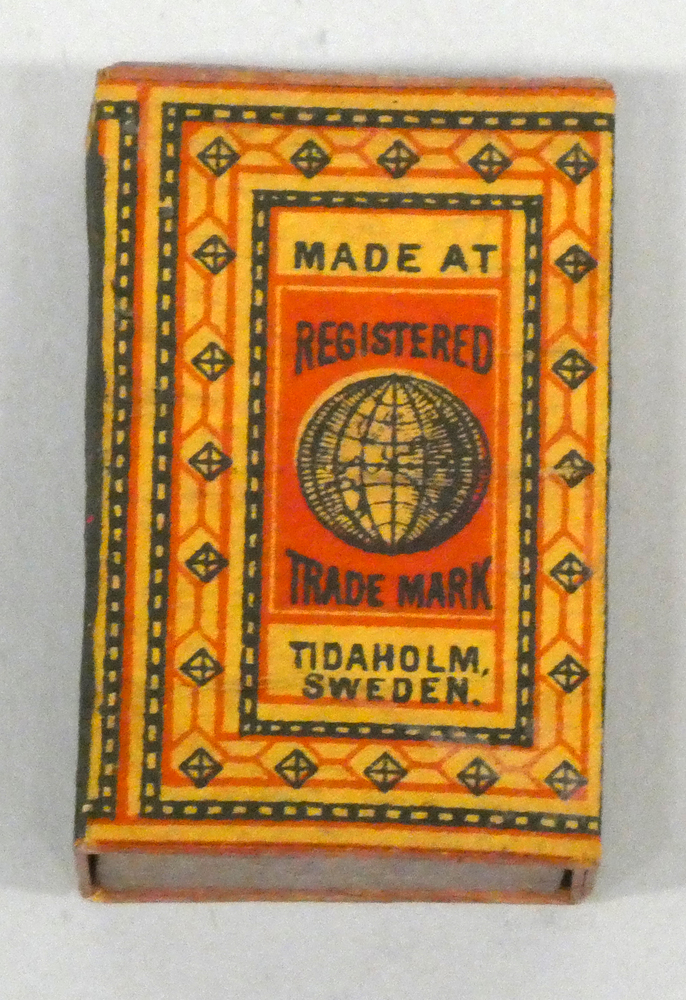 MADE AT
REGISTERED
TRADE MARK
TIDAHOLM,
SWEDEN.